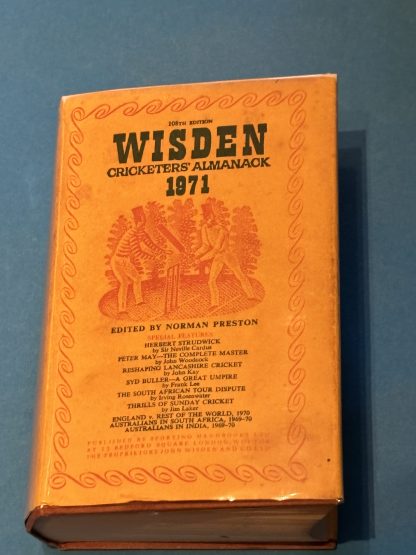 108TH EDITION
WISDEN
CRICKETERS' ALMANACK
1971
EDITED BY NORMAN PRESTON
SPECIAL FEATURES
HERBERT STRUDWICK
by Sir Neville Cardus
PETER MAY—THE COMPLETE MASTER
by John Woodcock
RESHAPING LANCASHIRE CRICKET
by John Kay
SYD BULLER—A GREAT UMPIRE
by Frank Lee
THE SOUTH AFRICAN TOUR DISPUTE
by Irving Rosenwater
THRILLS OF SUNDAY CRICKET
by Jim Laker
ENGLAND v. REST OF THE WORLD, 1970
AUSTRALIANS IN SOUTH AFRICA, 1969-70
AUSTRALIANS IN INDIA, 1969-70
PUBLISHED BY SPORTING HANDBOOKS LTD
AT 13 BEDFORD SQUARE LONDON, W
THE PROPRIETORS JOHN WISDEN AND CO LTD